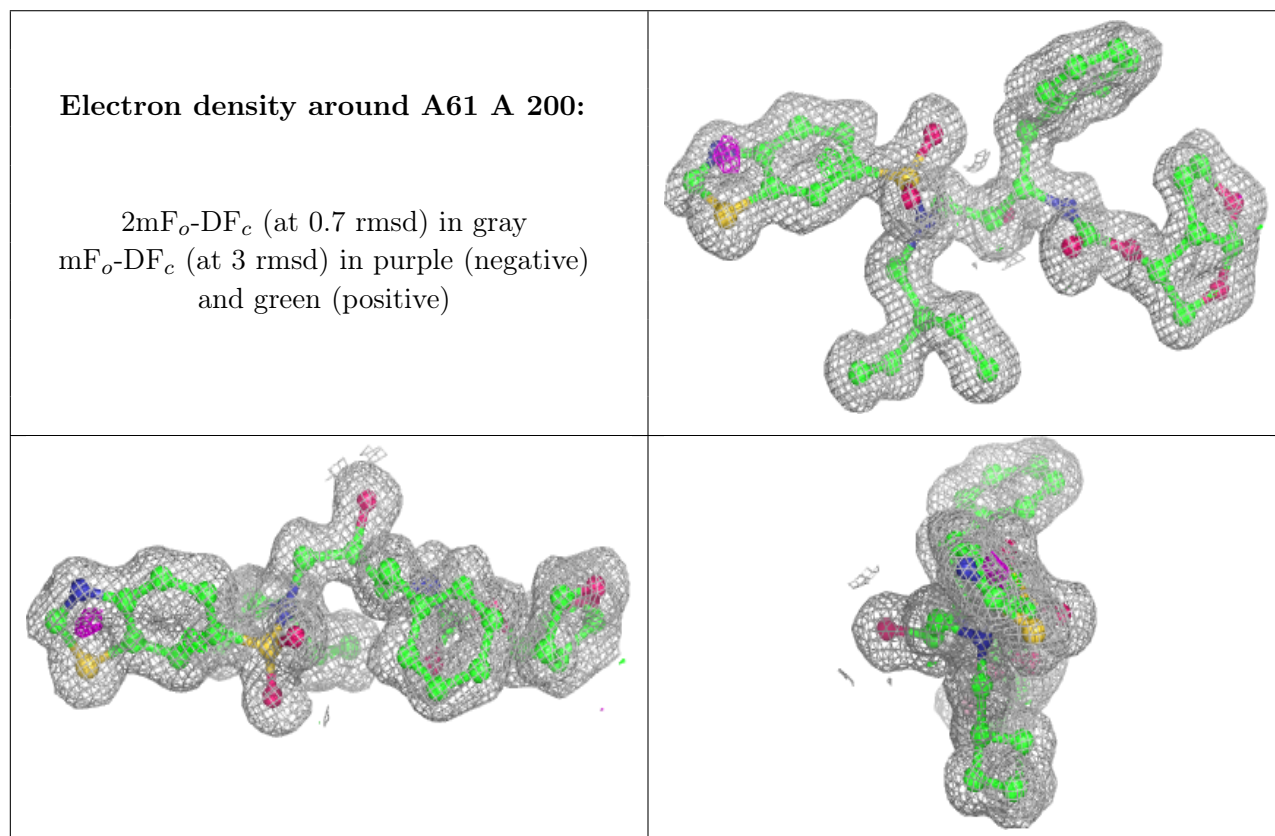 Electron density around A61 A 200:
2mFo-DFc (at 0.7 rmsd) in gray
mFo-DFc (at 3 rmsd) in purple (negative)
and green (positive)